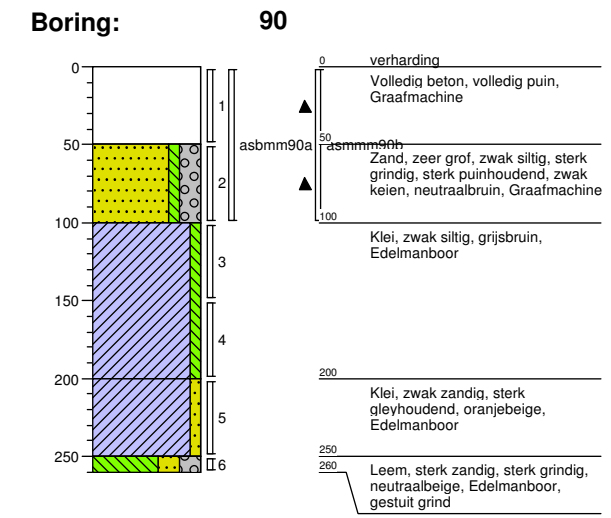 Boring: 90
0
50
100
150
200
250
1
2
3
4
5
6
asbmm90a
asmmm90b
0 verharding
Volledig beton, volledig puin,
Graafmachine
50
Zand, zeer grof, zwak siltig, sterk
grindig, sterk puinhoudend, zwak
keien, neutraalbruin, Graafmachine
100
Klei, zwak siltig, grijsbruin,
Edelmanboor
200
Klei, zwak zandig, sterk
gleyhoudend, oranjebeige,
Edelmanboor
250
260
Leem, sterk zandig, sterk grindig,
neutraalbeige, Edelmanboor,
gestuit grind